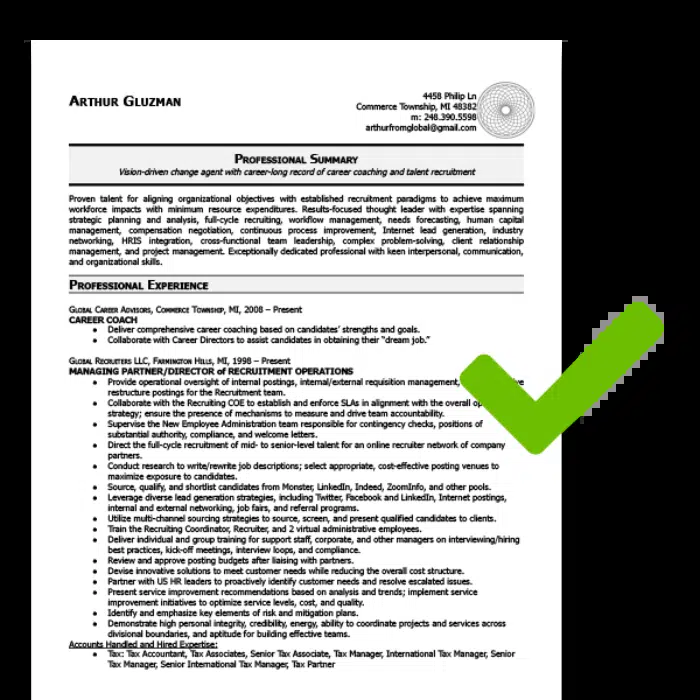 ARTHUR GLUZMAN
4458 Philip Ln
Commerce Township, MI 48382
m: 248.390.5598
arthurfromglobal@gmail.com
PROFESSIONAL SUMMARY
Vision-driven change agent with career-long record of career coaching and talent recruitment
Proven talent for aligning organizational objectives with established recruitment paradigms to achieve maximum
workforce impacts with minimum resource expenditures. Results-focused thought leader with expertise spanning
strategic planning and analysis, full-cycle recruiting, workflow management, needs forecasting, human capital
management, compensation negotiation, continuous process improvement, Internet lead generation, industry
networking, HRIS integration, cross-functional team leadership, complex problem-solving, client relationship
management, and project management. Exceptionally dedicated professional with keen interpersonal, communication,
and organizational skills.
PROFESSIONAL EXPERIENCE
GLOBAL CAREER ADVISORS, COMMERCE TOWNSHIP, MI, 2008 – Present
CAREER COACH
• Deliver comprehensive career coaching based on candidates' strengths and goals.
• Collaborate with Career Directors to assist candidates in obtaining their "dream job."
GLOBAL RECRUITERS LLC, FARMINGTON HILLS, MI, 1998 – Present
MANAGING PARTNER/DIRECTOR of RECRUITMENT OPERATIONS
• Provide operational oversight of internal postings, internal/external requisition management,
restructure postings for the Recruitment team.
• Collaborate with the Recruiting COE to establish and enforce SLAs in alignment with the overall
strategy; ensure the presence of mechanisms to measure and drive team accountability.
• Supervise the New Employee Administration team responsible for contingency checks, positions of
substantial authority, compliance, and welcome letters.
• Direct the full-cycle recruitment of mid- to senior-level talent for an online recruiter network of company
partners.
• Conduct research to write/rewrite job descriptions; select appropriate, cost-effective posting venues to
maximize exposure to candidates.
• Source, qualify, and shortlist candidates from Monster, LinkedIn, Indeed, ZoomInfo, and other pools.
• Leverage diverse lead generation strategies, including Twitter, Facebook and LinkedIn, Internet postings,
internal and external networking, job fairs, and referral programs.
• Utilize multi-channel sourcing strategies to source, screen, and present qualified candidates to clients.
• Train the Recruiting Coordinator, Recruiter, and 2 virtual administrative employees.
• Deliver individual and group training for support staff, corporate, and other managers on interviewing/hiring
best practices, kick-off meetings, interview loops, and compliance.
• Review and approve posting budgets after liaising with partners.
• Devise innovative solutions to meet customer needs while reducing the overall cost structure.
• Partner with US HR leaders to proactively identify customer needs and resolve escalated issues.
• Present service improvement recommendations based on analysis and trends; implement service
improvement initiatives to optimize service levels, cost, and quality.
• Identify and emphasize key elements of risk and mitigation plans.
• Demonstrate high personal integrity, credibility, energy, ability to coordinate projects and services across
divisional boundaries, and aptitude for building effective teams.
Accounts Handled and Hired Expertise:
• Tax: Tax Accountant, Tax Associates, Senior Tax Associate, Tax Manager, International Tax Manager, Senior
Tax Manager, Senior International Tax Manager, Tax Partner